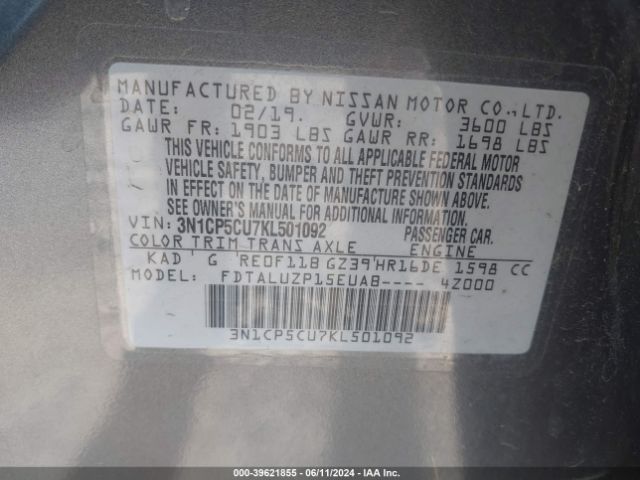 MANUFACTURED BY NISSAN MOTOR CO., LTD.
DATE: 02/19. GVWR: 3600 LBS
GAWR FR: 1903 LBS GAWR RR: 1698 LBS
THIS VEHICLE CONFORMS TO ALL APPLICABLE FEDERAL MOTOR
VEHICLE SAFETY, BUMPER AND THEFT PREVENTION STANDARDS
IN EFFECT ON THE DATE OF MANUFACTURE SHOWN ABOVE.
SEE OWNER'S MANUAL FOR ADDITIONAL INFORMATION.
VIN: 3N1CP5CU7KL501092 PASSENGER CAR.
COLOR TRIM TRANS AXLE ENGINE
KAD G RE0F11B GZ39 HR16DE 1598 CC
MODEL: FDTALUZP15EUAB---- 4Z000
3N1CP5CU7KL501092
000-39621855 - 06/11/2024 - IAA Inc.